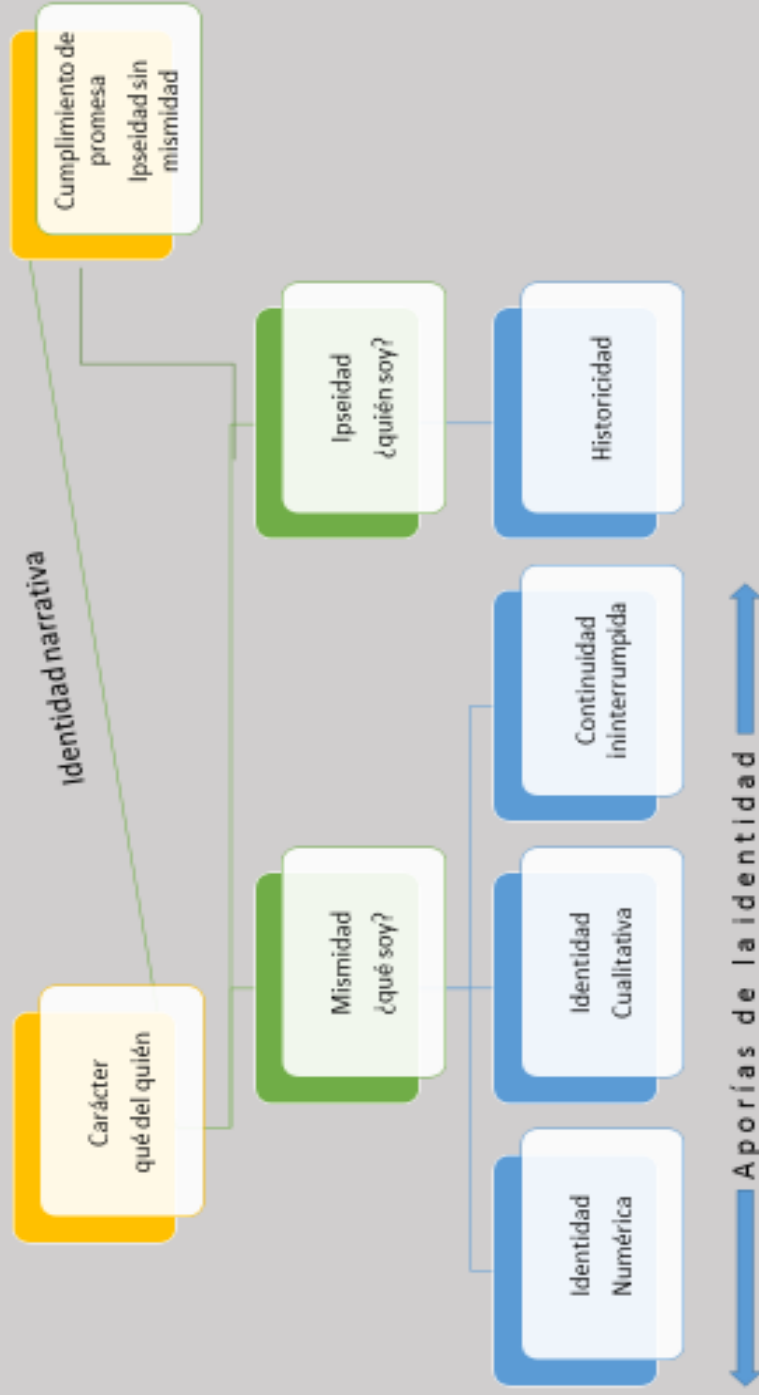 Carácter
qué del quién
Identidad narrativa
Cumplimiento de
promesa
Ipseidad sin
mismidad
Mismidad
¿qué soy?
Ipseidad
¿quién soy?
Identidad
Numérica
Identidad
Cualitativa
Continuidad
ininterrumpida
Historicidad
Aporías de la identidad